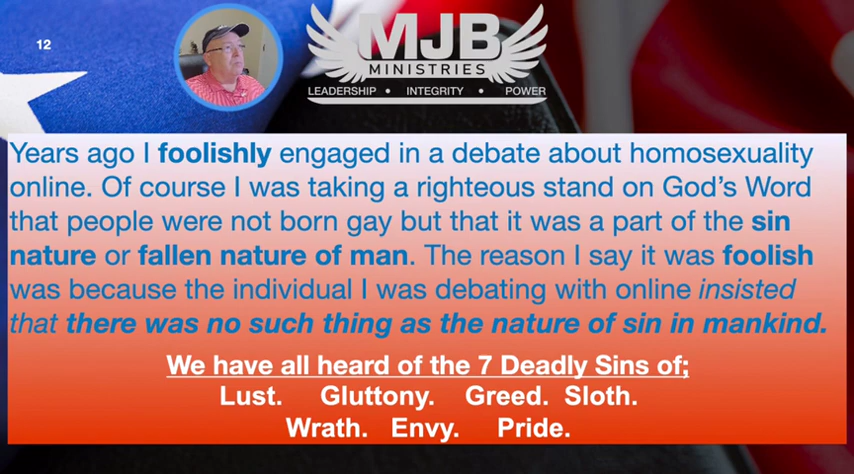 12
MJB
MINISTRIES
LEADERSHIP • INTEGRITY • POWER
Years ago I foolishly engaged in a debate about homosexuality
online. Of course I was taking a righteous stand on God’s Word
that people were not born gay but that it was a part of the sin
nature or fallen nature of man. The reason I say it was foolish
was because the individual I was debating with online insisted
that there was no such thing as the nature of sin in mankind.
We have all heard of the 7 Deadly Sins of;
Lust. Gluttony. Greed. Sloth.
Wrath. Envy. Pride.